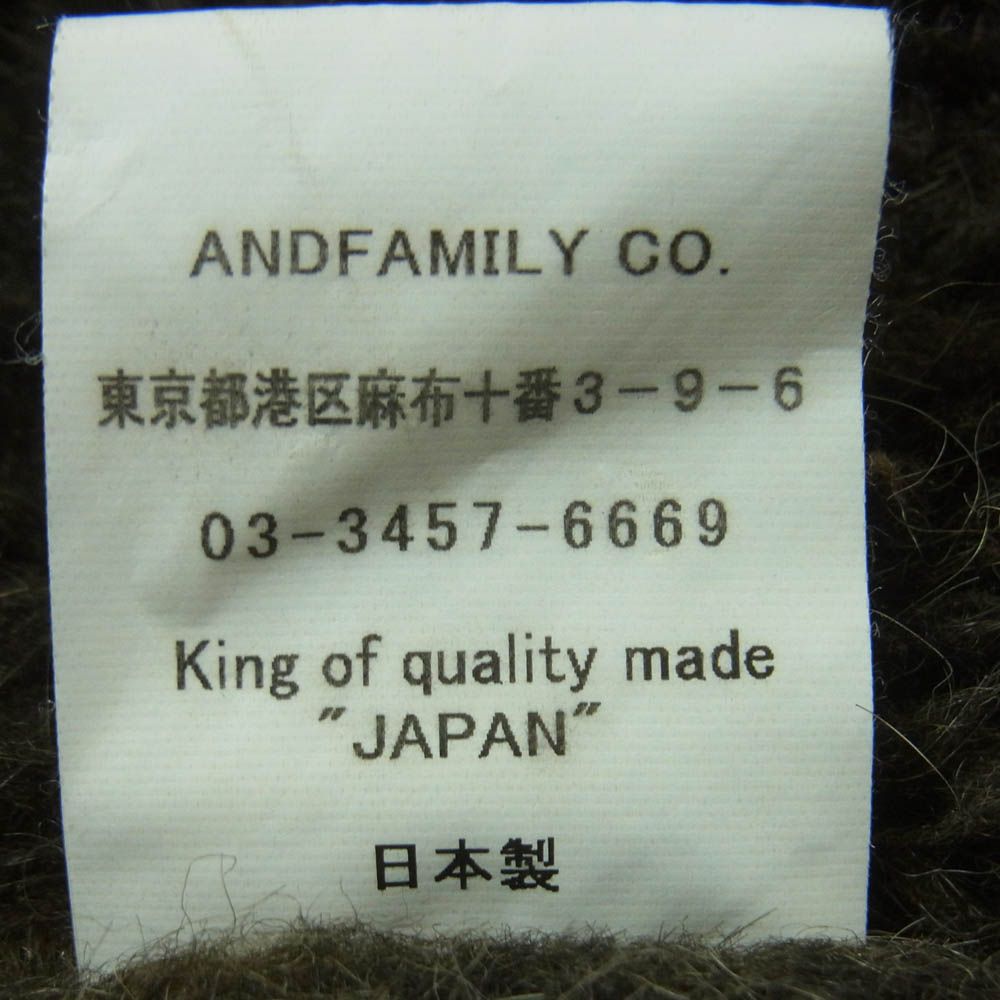 ANDFAMILY CO.
東京都港区麻布十番3-9-6
03-3457-6669
King of quality made
"JAPAN"
日本製